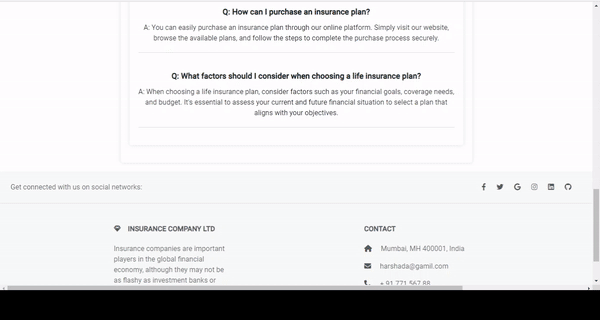 Q: How can I purchase an insurance plan?
A: You can easily purchase an insurance plan through our online platform. Simply visit our website,
browse the available plans, and follow the steps to complete the purchase process securely.
Q: What factors should I consider when choosing a life insurance plan?
A: When choosing a life insurance plan, consider factors such as your financial goals, coverage needs,
and budget. It's essential to assess your current and future financial situation to select a plan that
aligns with your objectives.
Get connected with us on social networks:
INSURANCE COMPANY LTD
Insurance companies are important
players in the global financial
economy, although they may not be
as flashy as investment banks or
CONTACT
Mumbai, MH 400001, India
harshada@gamil.com
+ 91 771 567 88